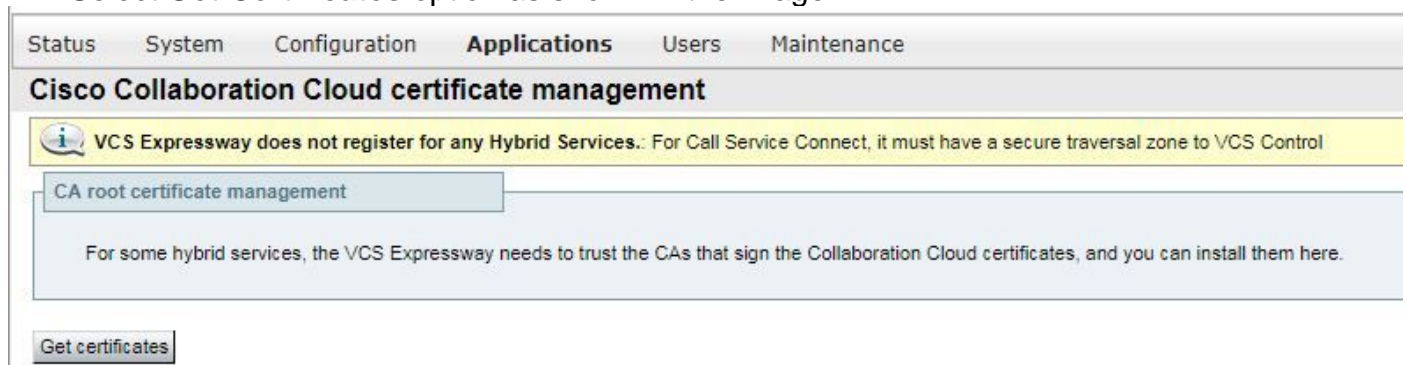 Status System Configuration Applications Users Maintenance
Cisco Collaboration Cloud certificate management
VCS Expressway does not register for any Hybrid Services.: For Call Service Connect, it must have a secure traversal zone to VCS Control
CA root certificate management
For some hybrid services, the VCS Expressway needs to trust the CAs that sign the Collaboration Cloud certificates, and you can install them here.
Get certificates